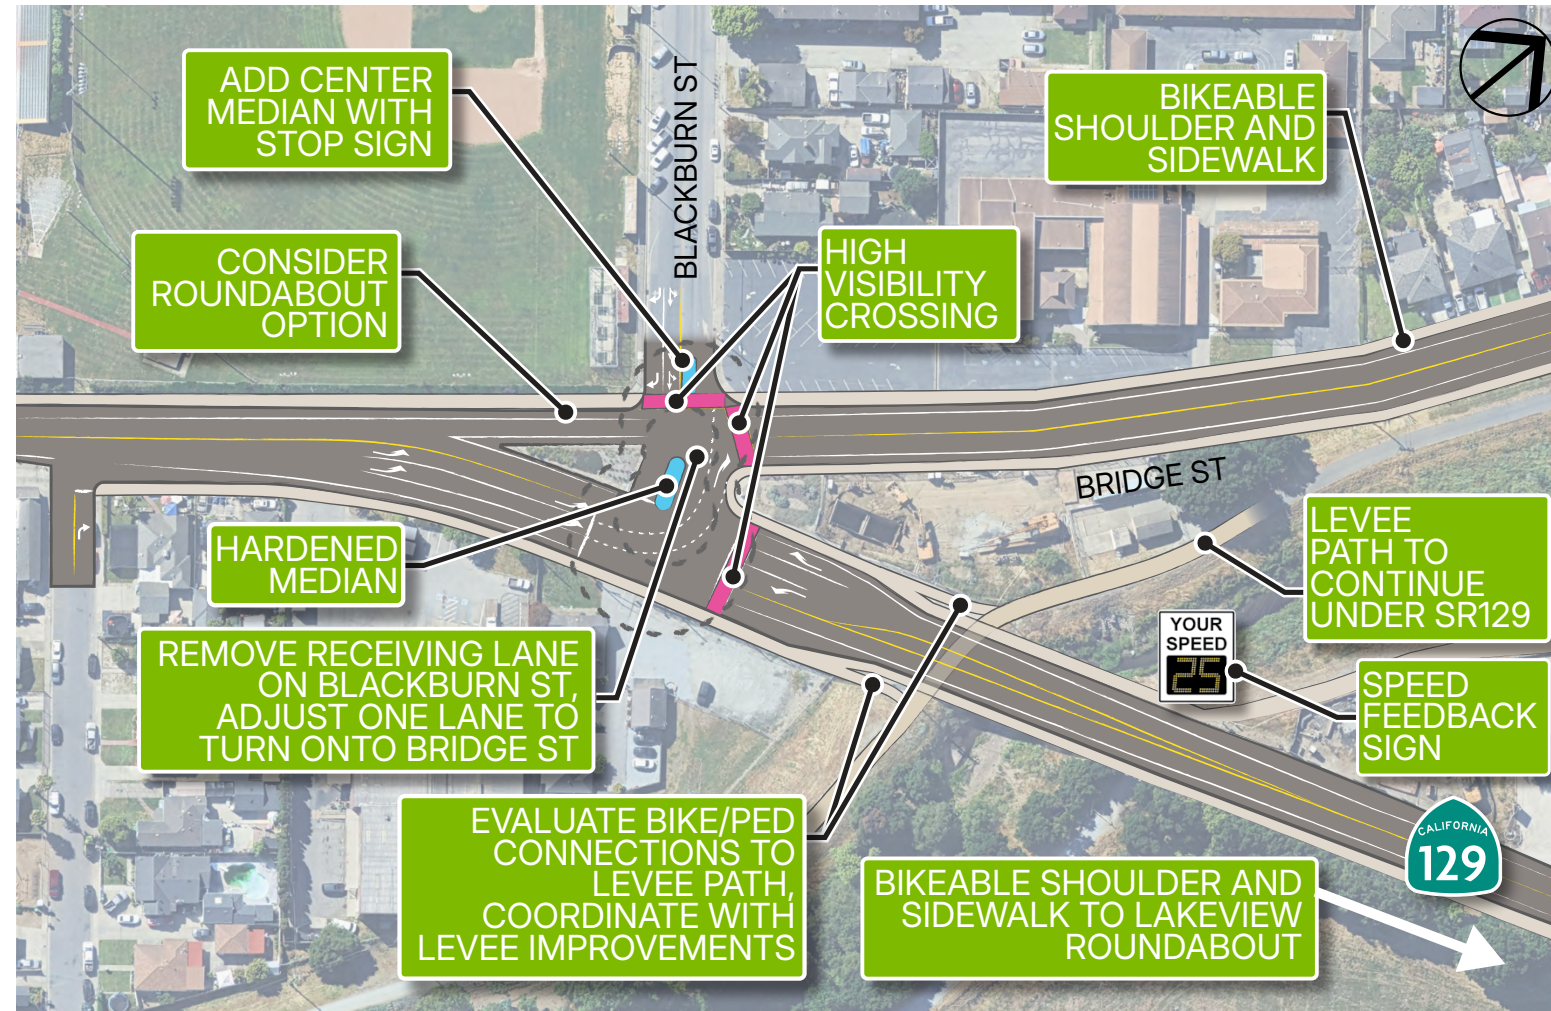 ADD CENTER
MEDIAN WITH
STOP SIGN
BLACKBURN ST
BIKEABLE
SHOULDER AND
SIDEWALK
CONSIDER
ROUNDABOUT
OPTION
HIGH
VISIBILITY
CROSSING
BRIDGE ST
HARDENED
MEDIAN
LEVEE
PATH TO
CONTINUE
UNDER SR129
YOUR
SPEED
25
REMOVE RECEIVING LANE
ON BLACKBURN ST,
ADJUST ONE LANE TO
TURN ONTO BRIDGE ST
SPEED
FEEDBACK
SIGN
EVALUATE BIKE/PED
CONNECTIONS TO
LEVEE PATH,
COORDINATE WITH
LEVEE IMPROVEMENTS
BIKEABLE SHOULDER AND
SIDEWALK TO LAKEVIEW
ROUNDABOUT
CALIFORNIA
129